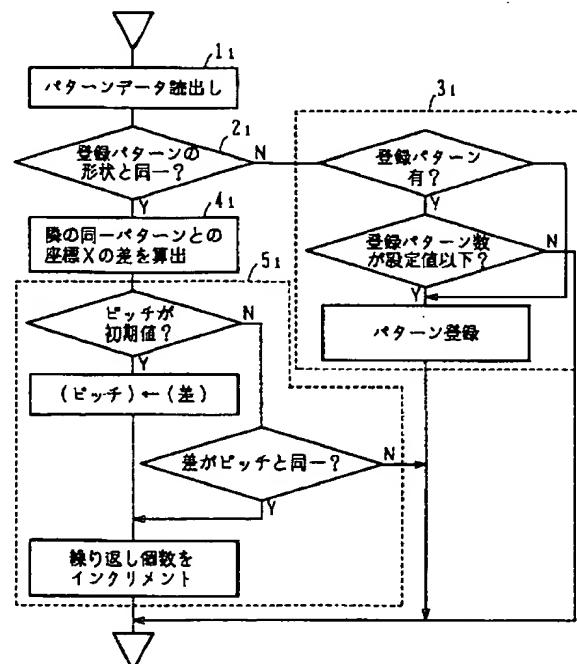 1₁
パターンデータ読出し
2₁
登録パターンの
形状と同一?
N
Y
3₁
登録パターン
有?
Y
登録パターン数
が設定値以下?
N
Y
パターン登録
4₁
隣の同一パターンとの
座標Xの差を算出
5₁
ピッチが
初期値?
N
Y
(ピッチ)←(差)
差がピッチと同一?
N
Y
繰り返し個数を
インクリメント